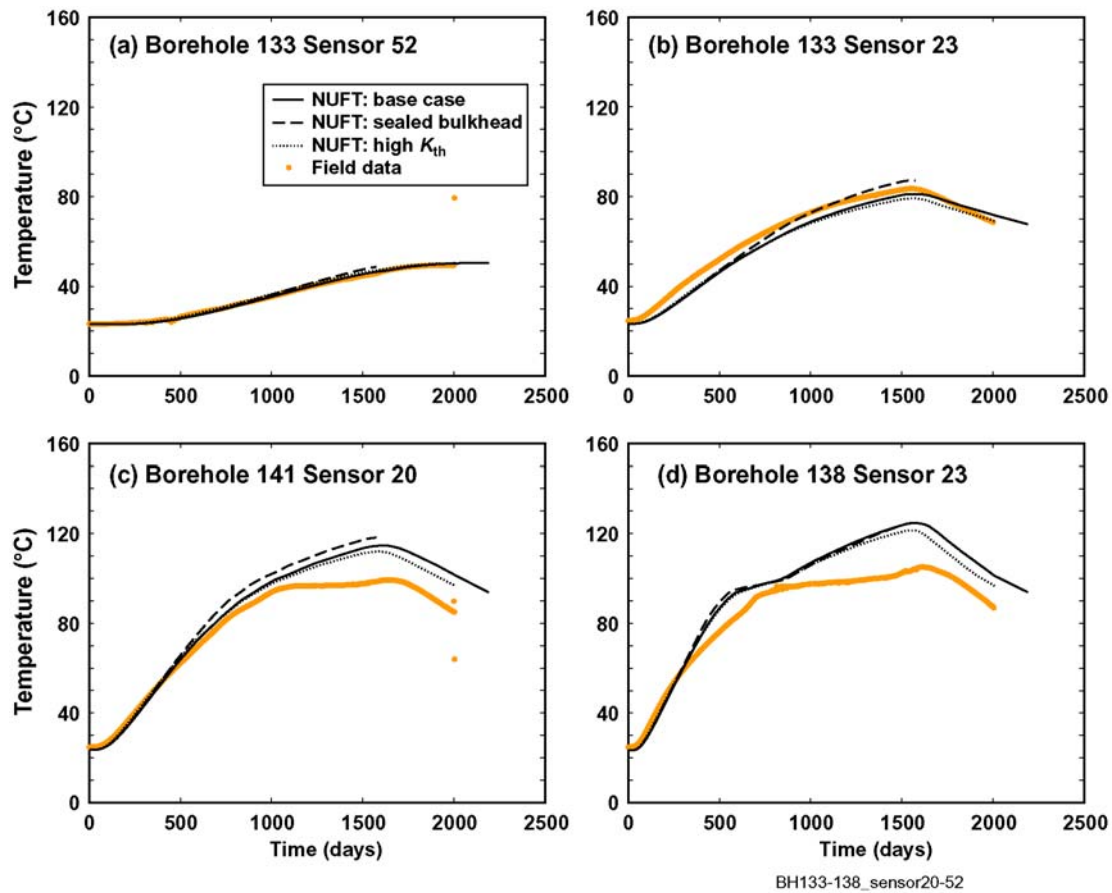 (a) Borehole 133 Sensor 52
NUFT: base case
NUFT: sealed bulkhead
NUFT: high Kth
Field data
Temperature (°C)
160
120
80
40
0
0 500 1000 1500 2000 2500
(b) Borehole 133 Sensor 23
160
120
80
40
0
0 500 1000 1500 2000 2500
(c) Borehole 141 Sensor 20
Temperature (°C)
160
120
80
40
0
0 500 1000 1500 2000 2500
Time (days)
(d) Borehole 138 Sensor 23
160
120
80
40
0
0 500 1000 1500 2000 2500
Time (days)
BH133-138_sensor20-52